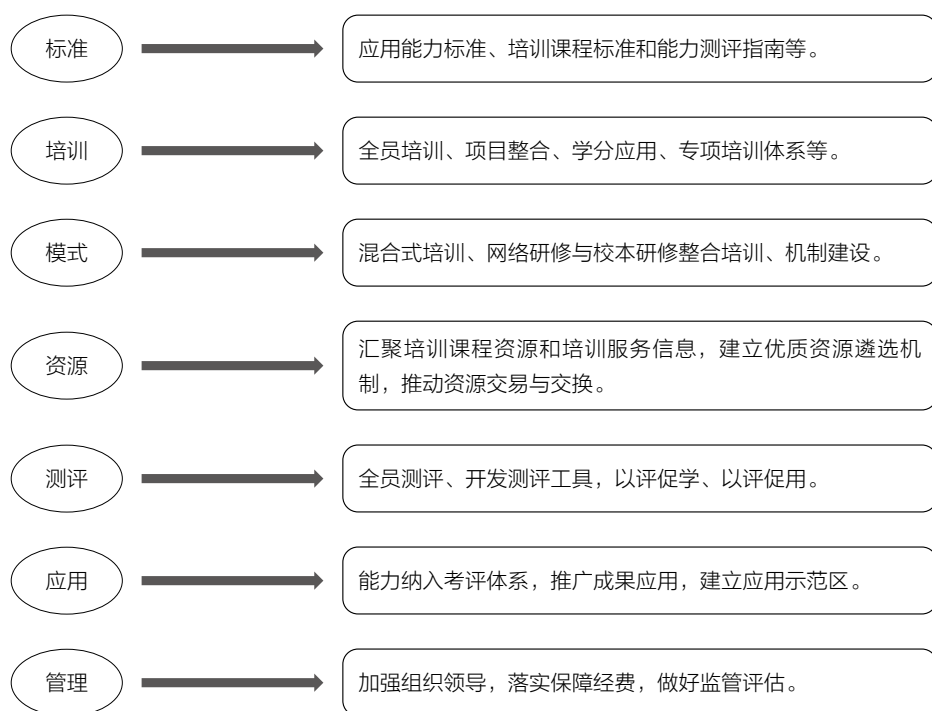 标准
应用能力标准、培训课程标准和能力测评指南等。
培训
全员培训、项目整合、学分应用、专项培训体系等。
模式
混合式培训、网络研修与校本研修整合培训、机制建设。
资源
汇聚培训课程资源和培训服务信息，建立优质资源遴选机
制，推动资源交易与交换。
测评
全员测评、开发测评工具，以评促学、以评促用。
应用
能力纳入考评体系，推广成果应用，建立应用示范区。
管理
加强组织领导，落实保障经费，做好监管评估。